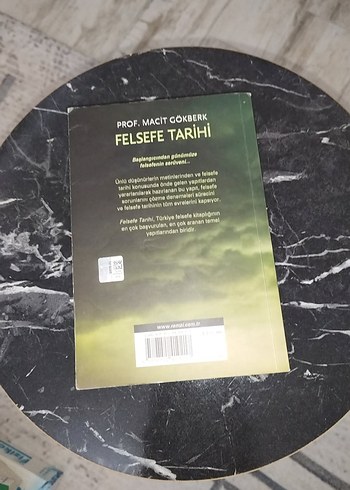 PROF. MACİT GÖKBERK
FELSEFE TARİHİ
Başlangıcından günümüze
felsefenin serüveni...
Ünlü düşünürlerin metinlerinden ve felsefe
tarihi konusunda önde gelen yapıtlardan
yararlanılarak hazırlanan bu yapıt, felsefe
sorunlarını çözme denemeleri sürecini
ve felsefe tarihinin tüm evrelerini kapsıyor.
Felsefe Tarihi, Türkiye felsefe kitaplığının
en çok başvurulan, en çok aranan temel
yapıtlarından biridir.
www.remzi.com.tr